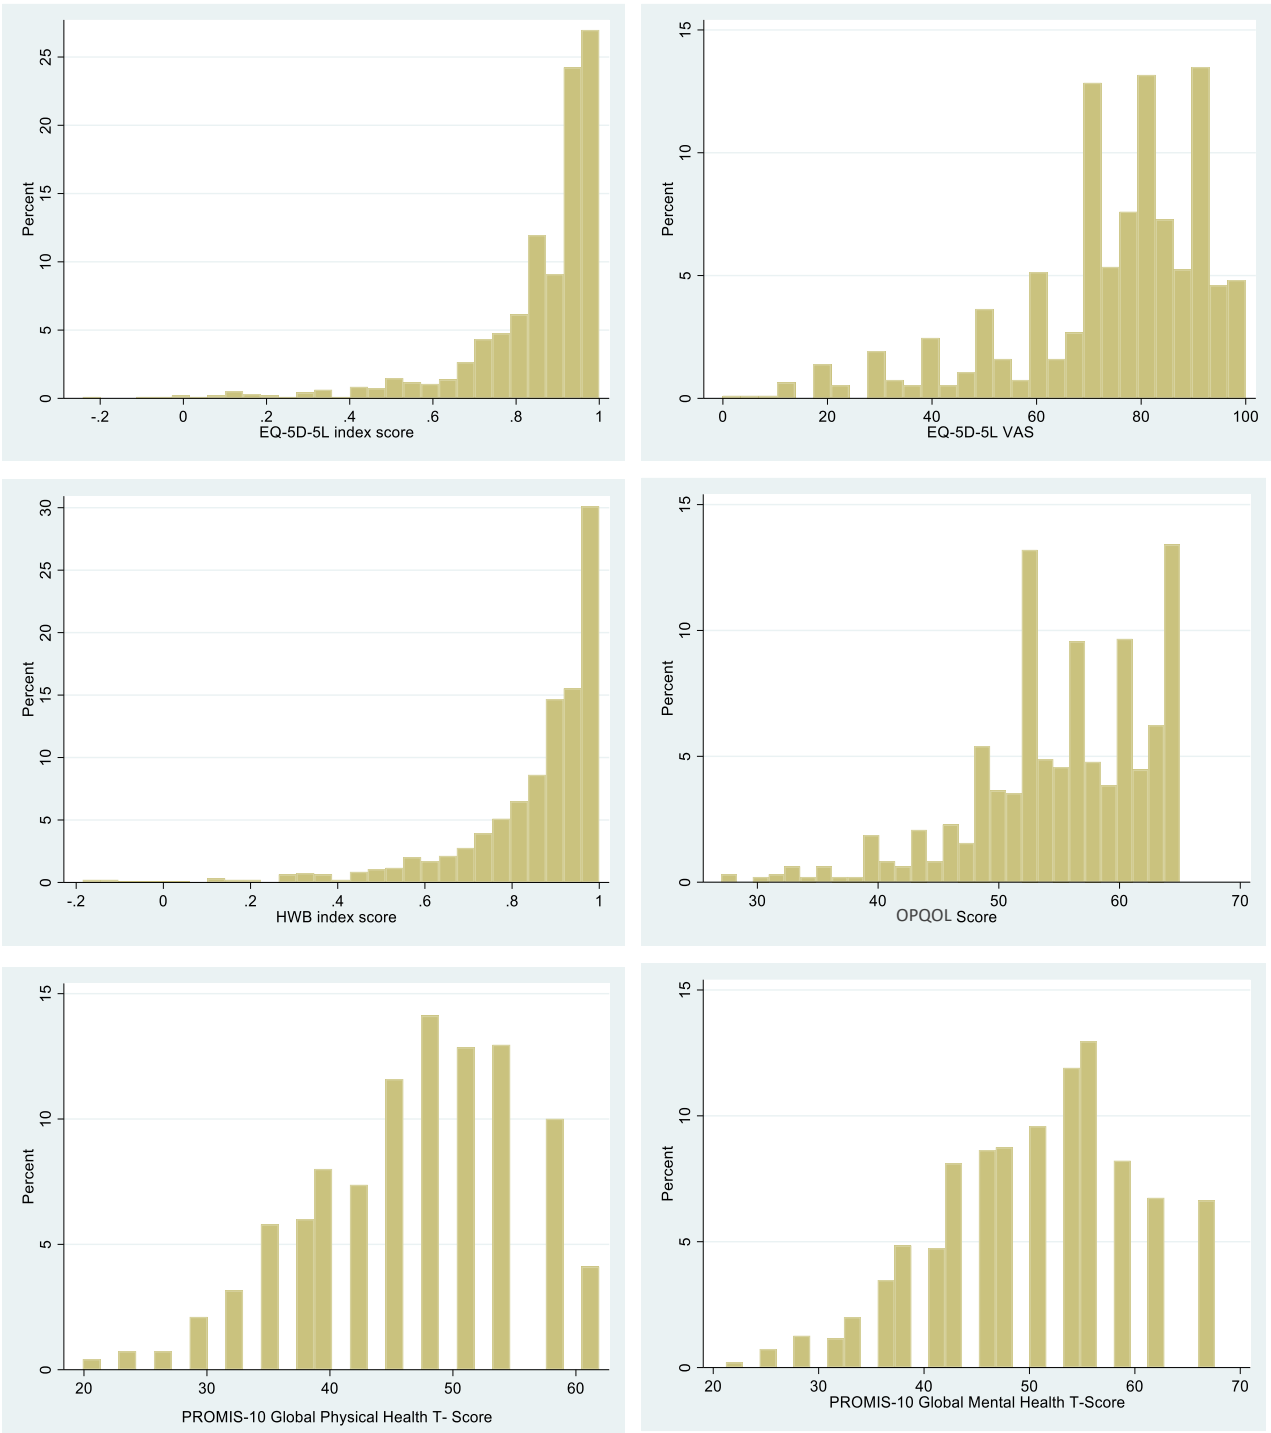 25
20
15
10
5
0
Percent
-.2 0 .2 .4 .6 .8 1
EQ-5D-5L index score
15
10
5
0
Percent
0 20 40 60 80 100
EQ-5D-5L VAS
30
25
20
15
10
5
0
Percent
-.2 0 .2 .4 .6 .8 1
HWB index score
15
10
5
0
Percent
30 40 50 60 70
OPQOL Score
15
10
5
0
Percent
20 30 40 50 60
PROMIS-10 Global Physical Health T- Score
15
10
5
0
Percent
20 30 40 50 60 70
PROMIS-10 Global Mental Health T-Score